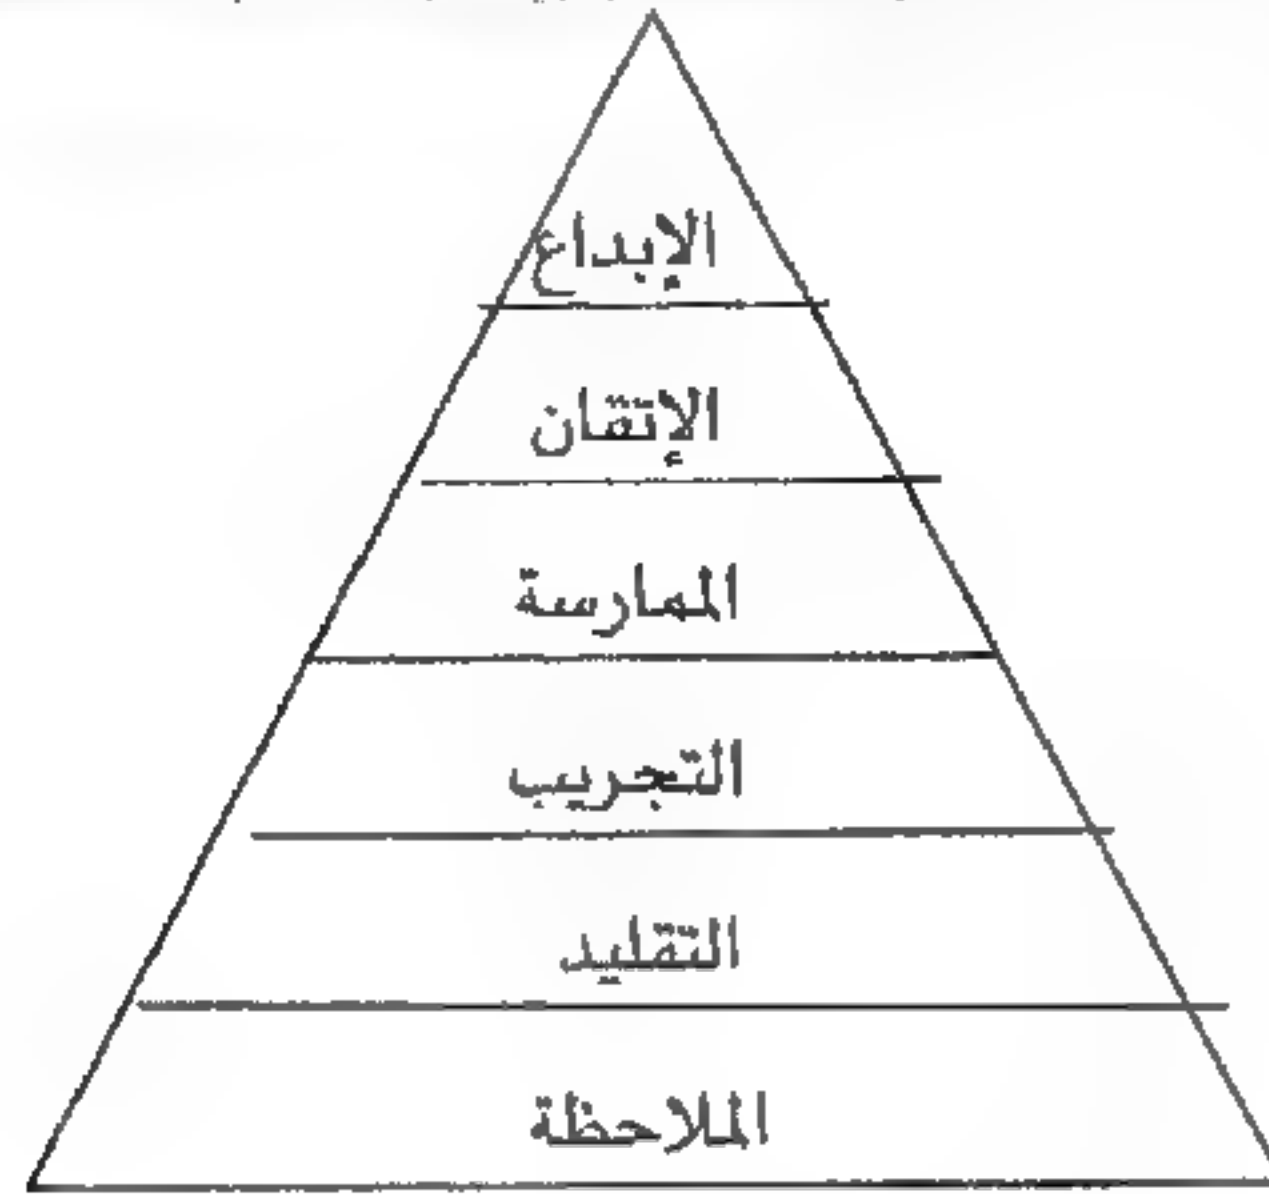 الإبداع
الإتقان
الممارسة
التجريب
التقليد
الملاحظة